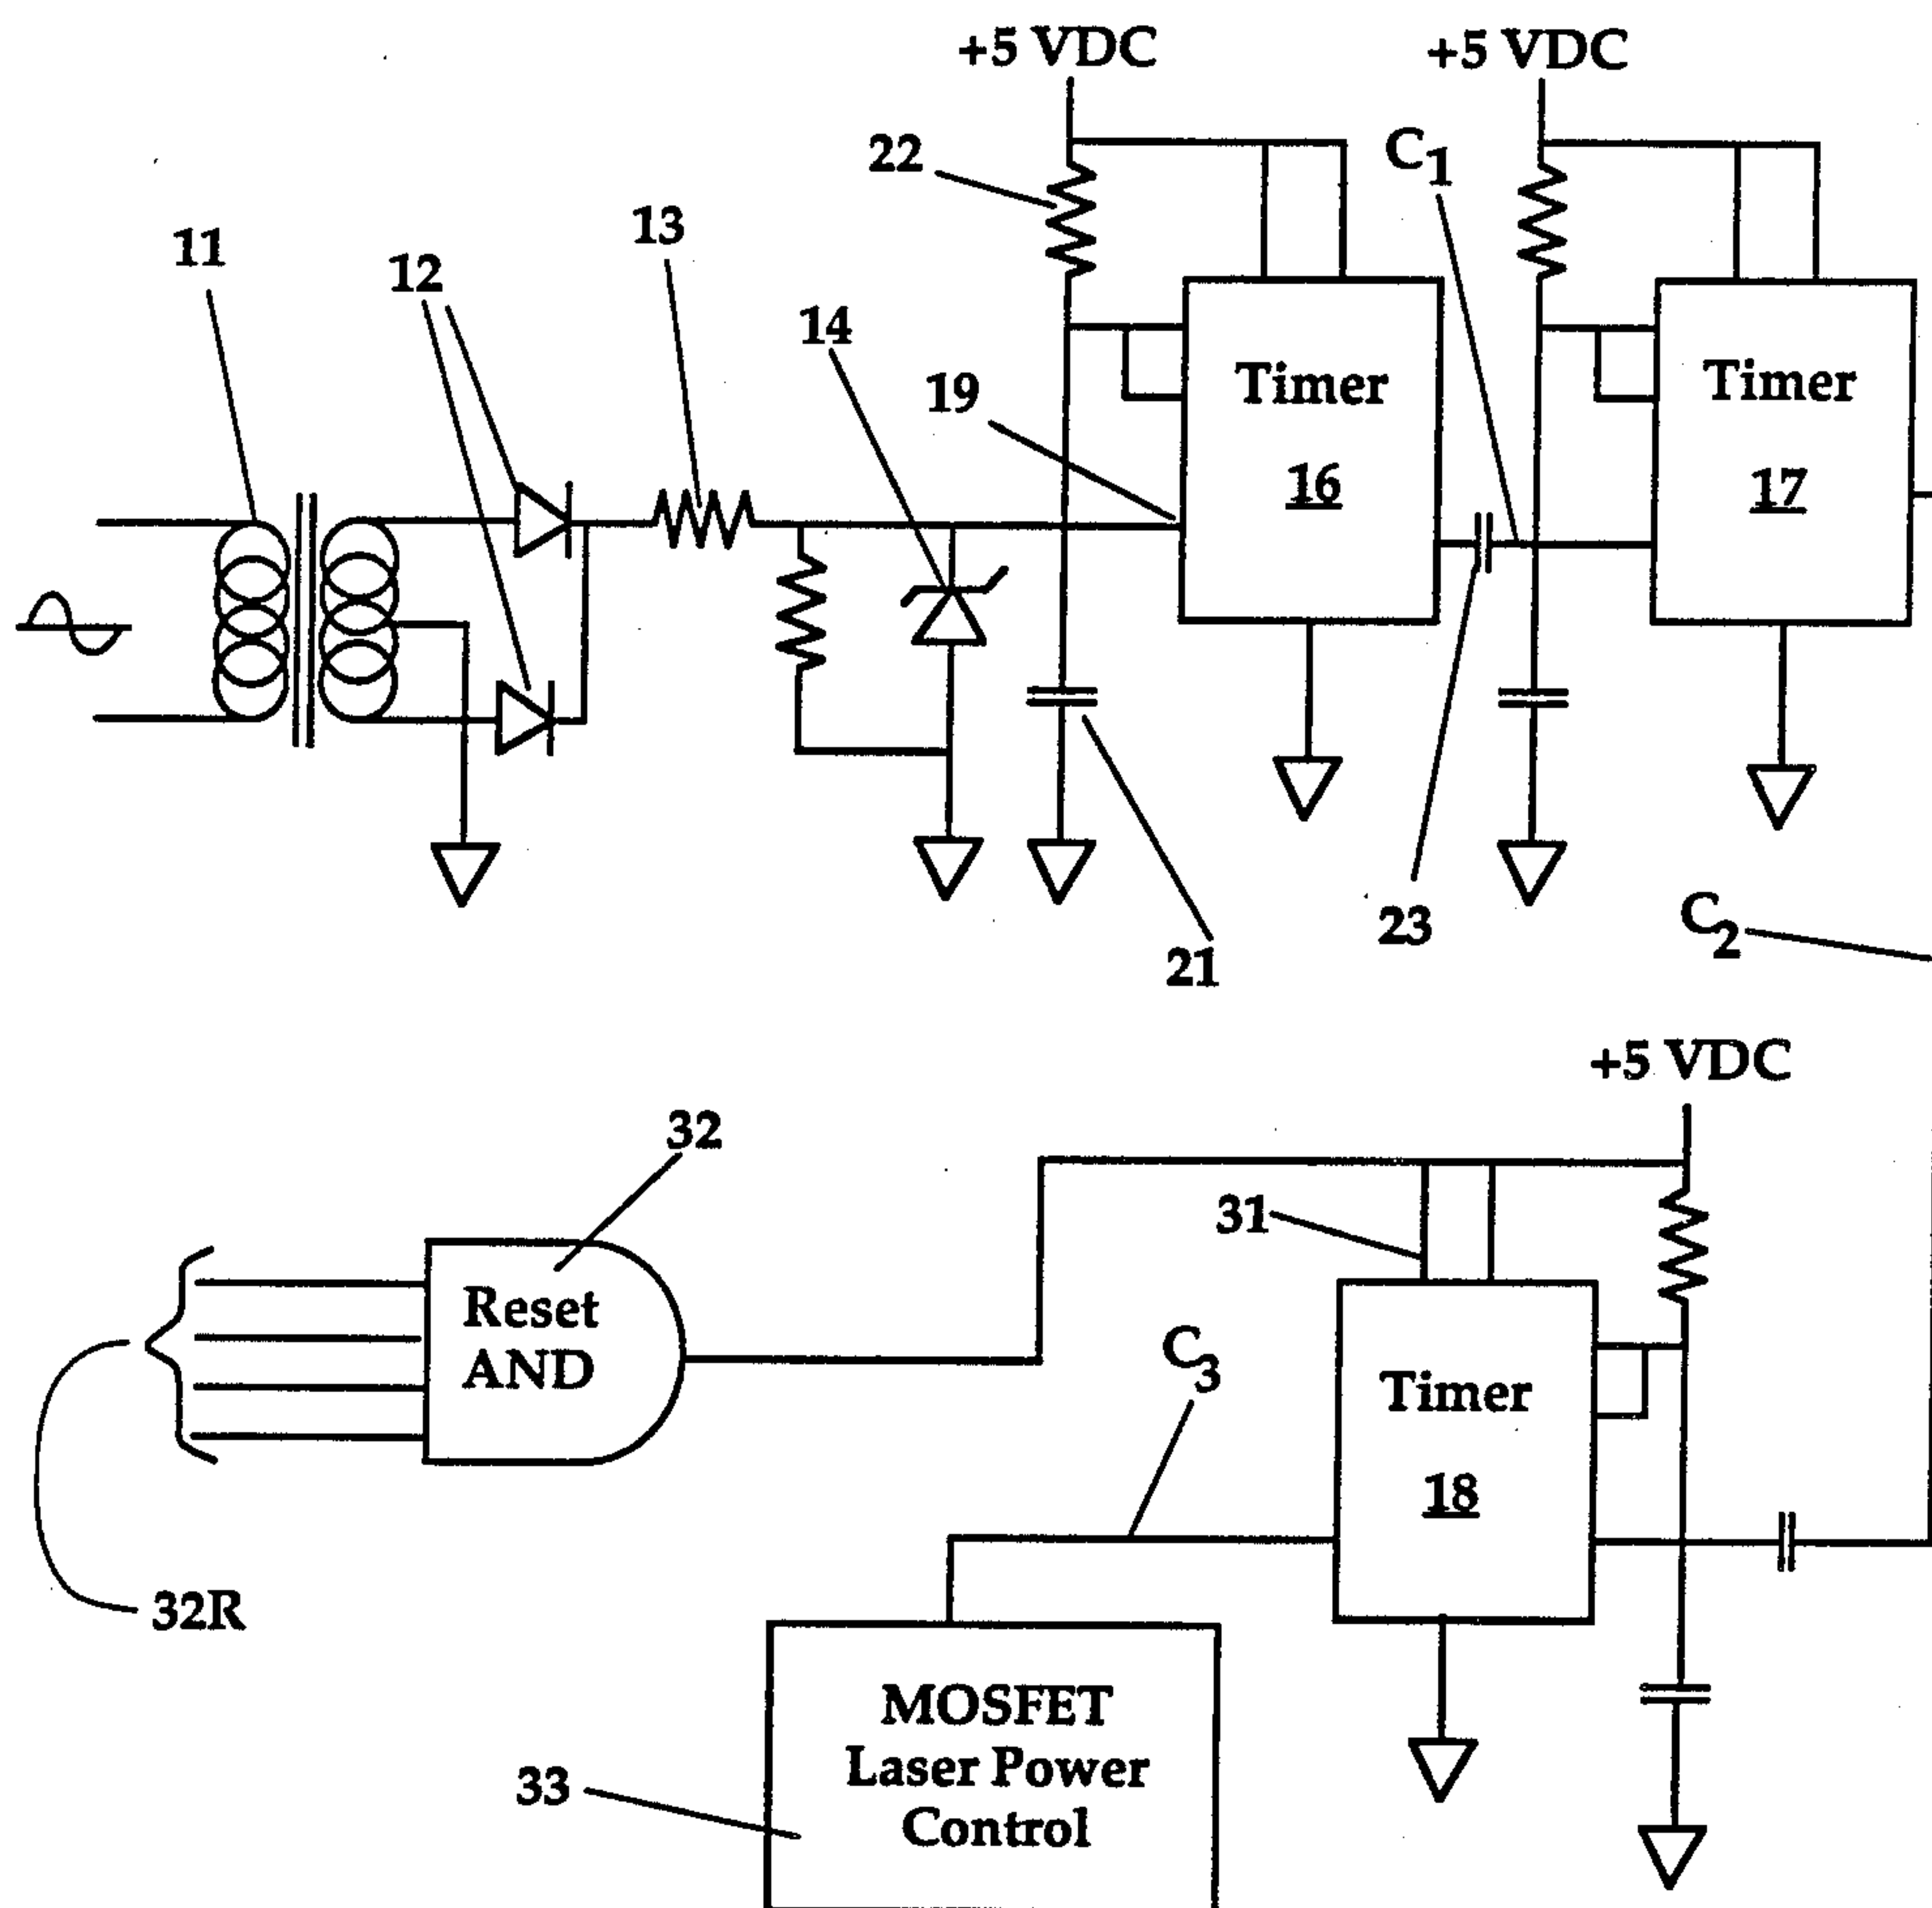 +5 VDC
+5 VDC
22
C1
13
11
12
14
19
Timer
16
Timer
17
23
21
C2
+5 VDC
32
31
Reset
AND
C3
Timer
18
32R
MOSFET
Laser Power
Control
33